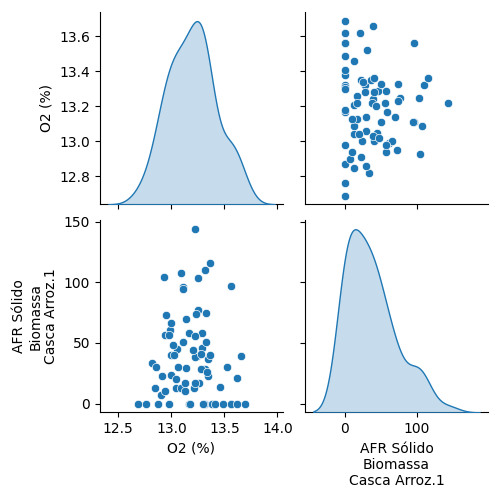 13.6
13.4
13.2
13.0
12.8
O2 (%)
150
100
50
0
AFR Sólido
Biomassa
Casca Arroz.1
12.5 13.0 13.5 14.0
O2 (%)
0 100
AFR Sólido
Biomassa
Casca Arroz.1